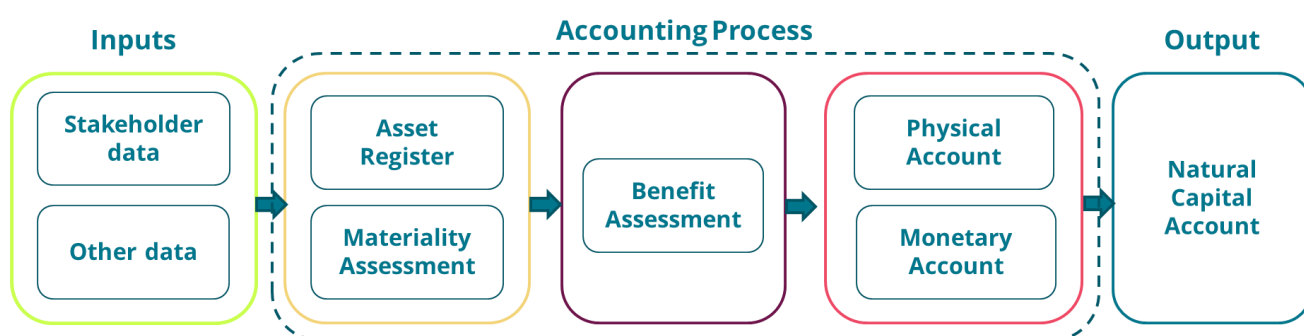 Inputs
Accounting Process
Output
Stakeholder
data
Other data
Asset
Register
Materiality
Assessment
Benefit
Assessment
Physical
Account
Monetary
Account
Natural
Capital
Account